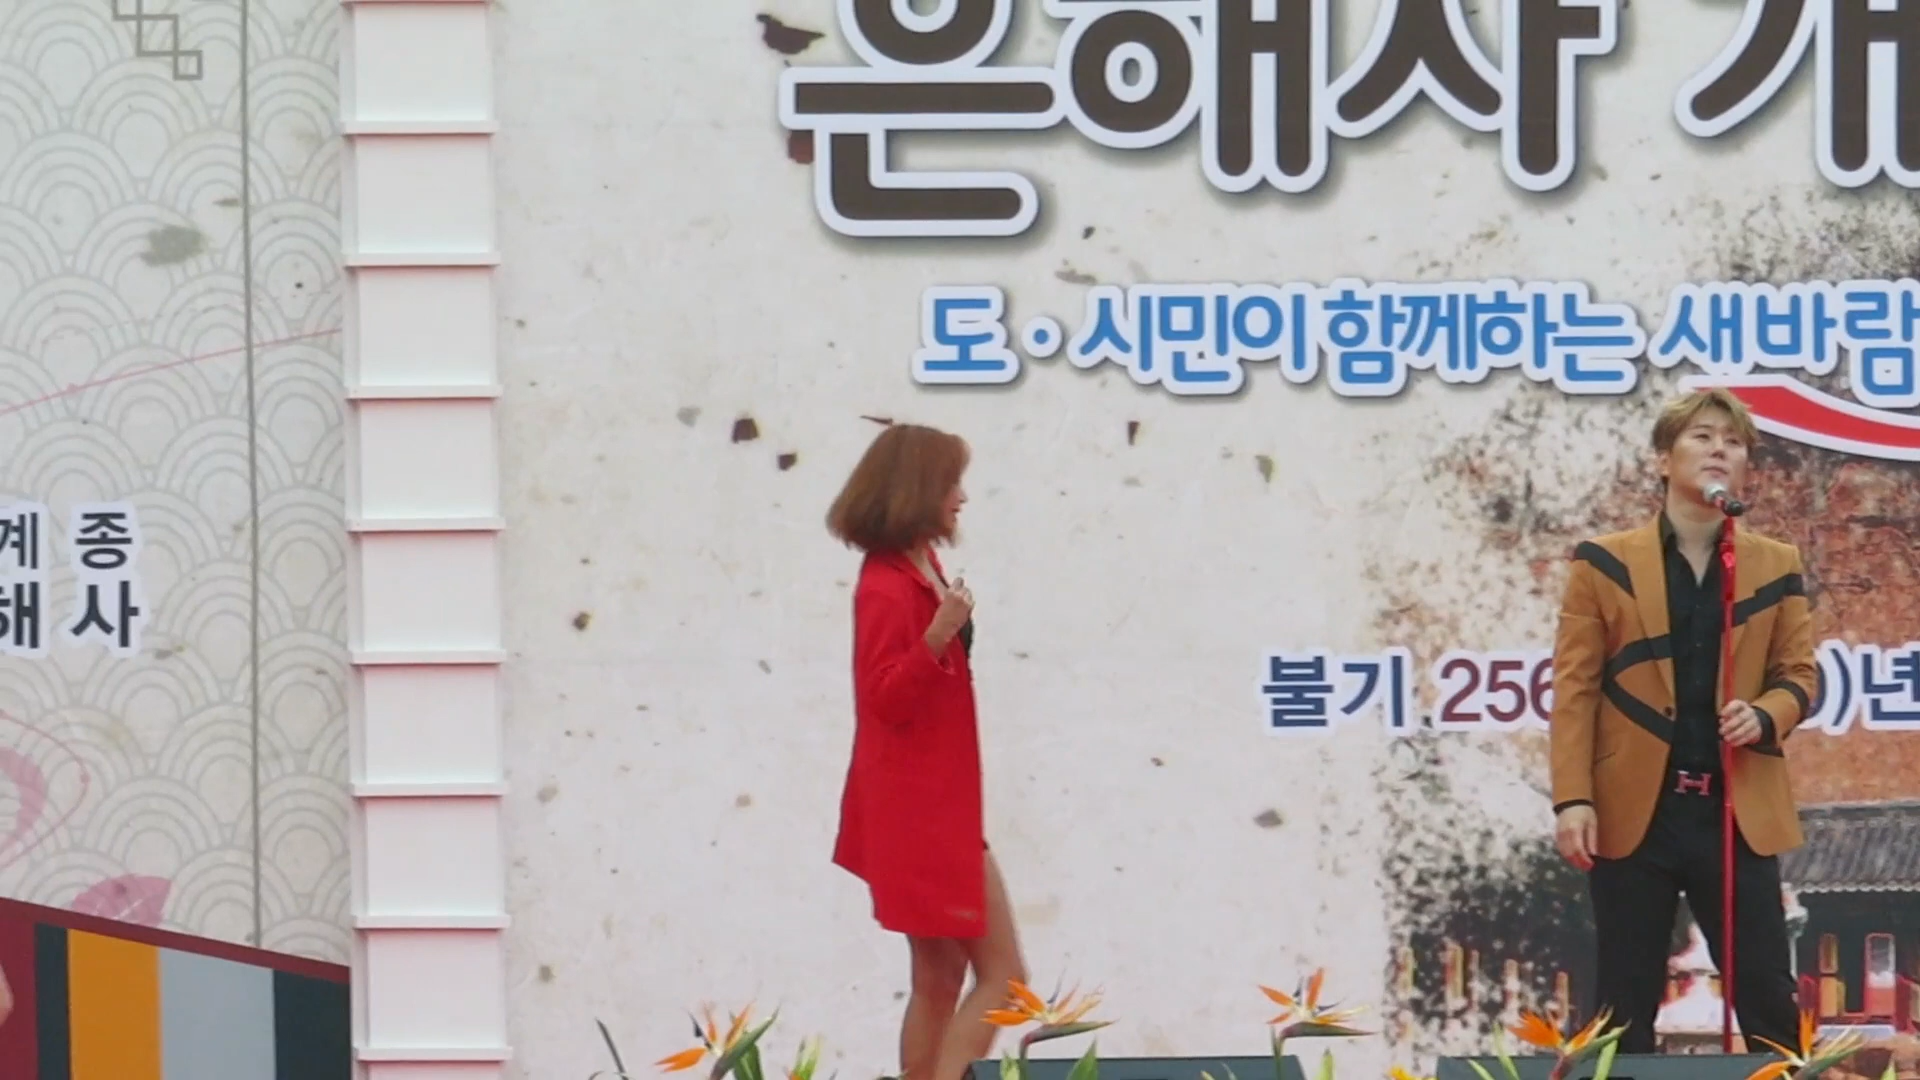 은해사
도·시민이 함께하는 새바람
계종
해사
불기 256 )년